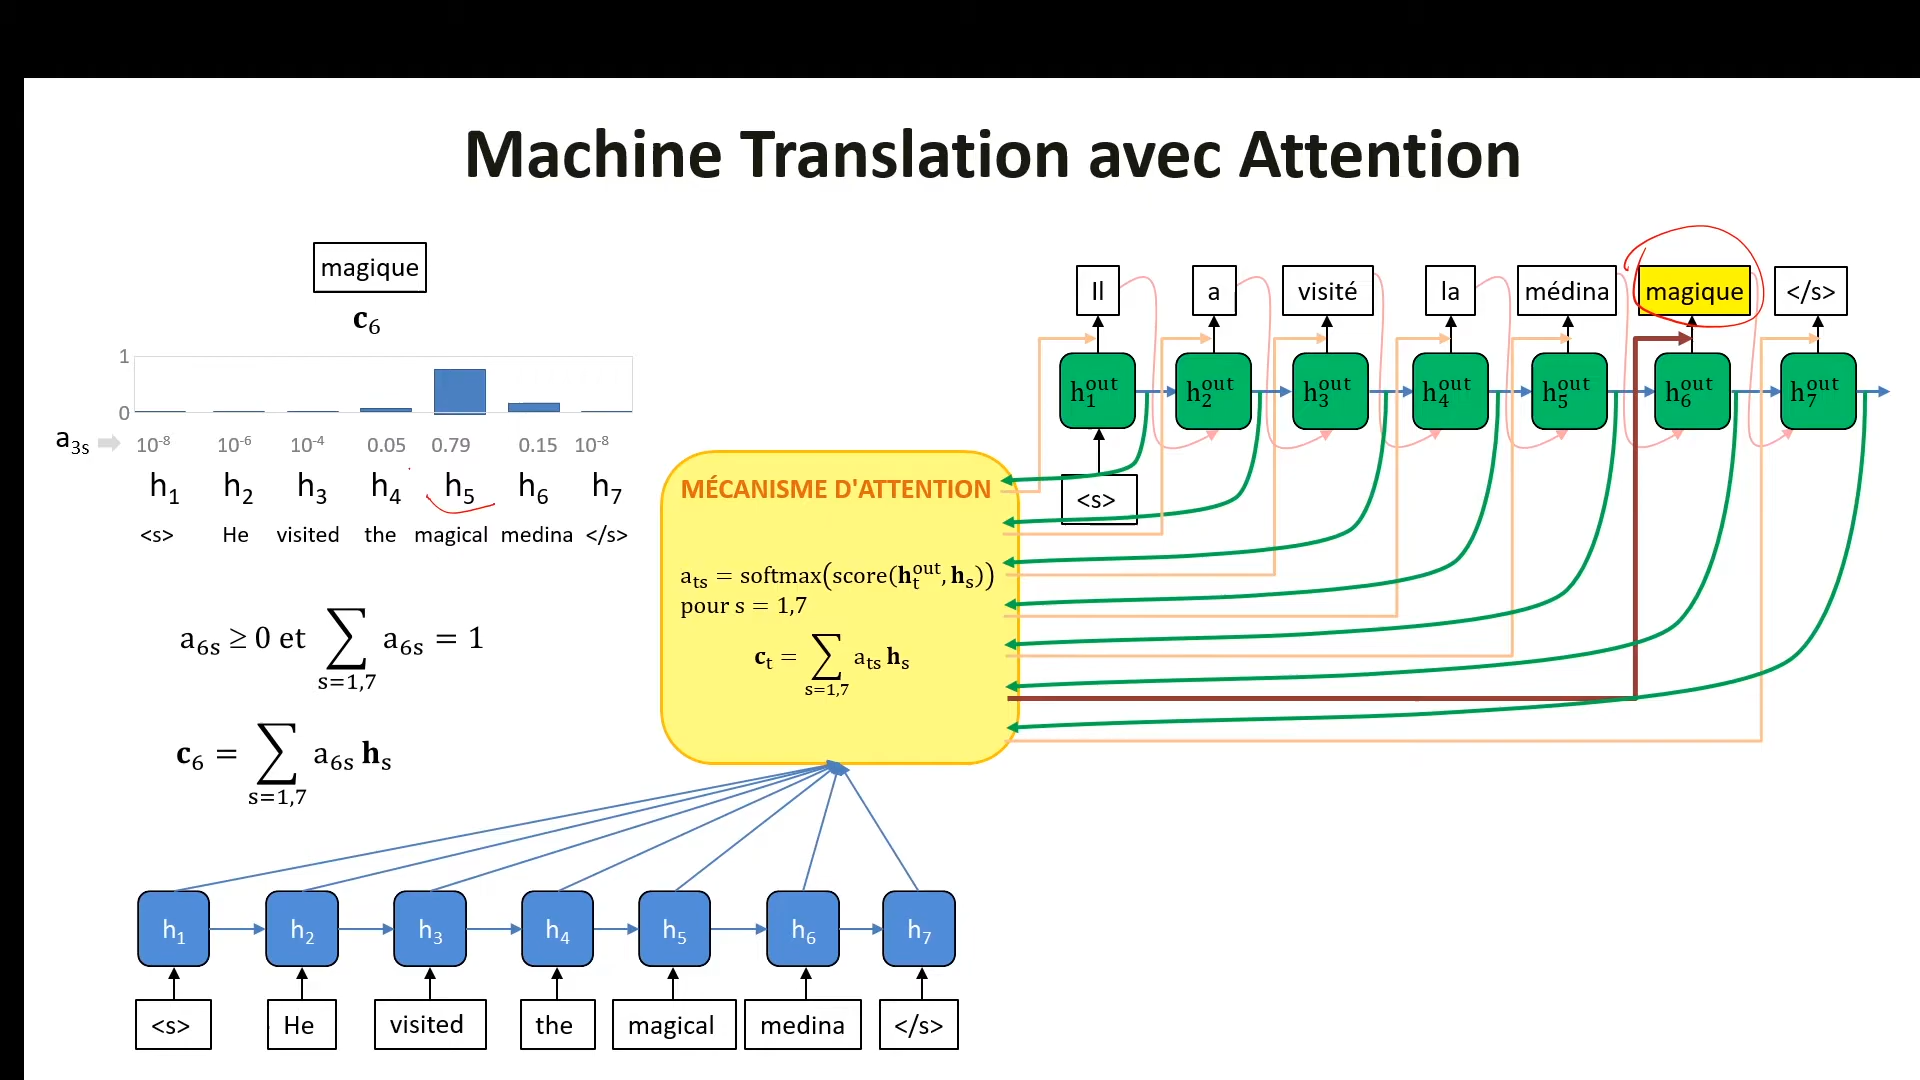 Machine Translation avec Attention
magique
c₆
1
0
a₃ₛ 10⁻⁸ 10⁻⁶ 10⁻⁴ 0.05 0.79 0.15 10⁻⁸
h₁ h₂ h₃ h₄ h₅ h₆ h₇
<s> He visited the magical medina </s>
a₆ₛ ≥ 0 et ∑ a₆ₛ = 1
s=1,7
c₆ = ∑ a₆ₛ hₛ
s=1,7
MÉCANISME D'ATTENTION
aₜₛ = softmax(score(hₜᵒᵘᵗ, hₛ))
pour s = 1,7
cₜ = ∑ aₜₛ hₛ
s=1,7
Il a visité la médina magique </s>
h₁ᵒᵘᵗ h₂ᵒᵘᵗ h₃ᵒᵘᵗ h₄ᵒᵘᵗ h₅ᵒᵘᵗ h₆ᵒᵘᵗ h₇ᵒᵘᵗ
<s>
h₁ h₂ h₃ h₄ h₅ h₆ h₇
<s> He visited the magical medina </s>